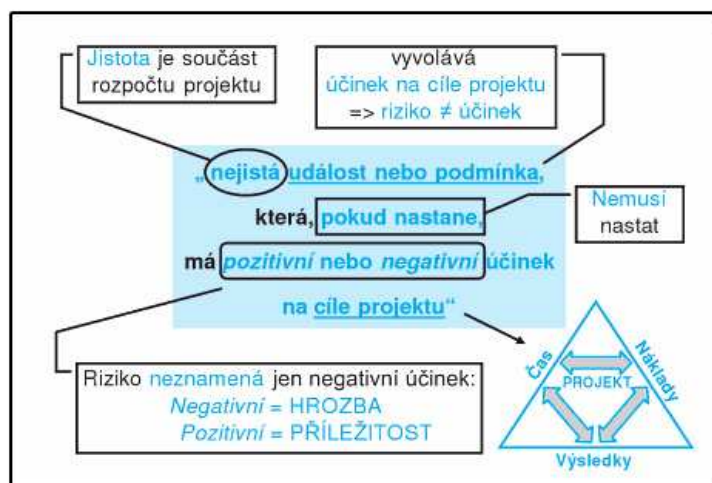 Jistota je součást
rozpočtu projektu
vyvolává
účinek na cíle projektu
=> riziko ≠ účinek
„nejistá událost nebo podmínka,
která, pokud nastane,
má pozitivní nebo negativní účinek
na cíle projektu“
Nemusí
nastat
Riziko neznamená jen negativní účinek:
Negativní = HROZBA
Pozitivní = PŘÍLEŽITOST
Čas
Náklady
PROJEKT
Výsledky